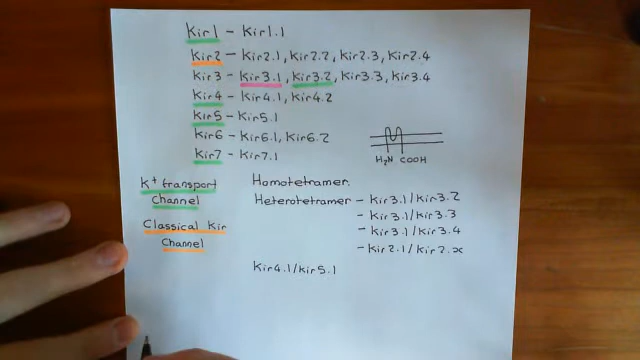 Kir1 - Kir1.1
Kir2 - Kir2.1, Kir2.2, Kir2.3, Kir2.4
Kir3 - Kir3.1, Kir3.2, Kir3.3, Kir3.4
Kir4 - Kir4.1, Kir4.2
Kir5 - Kir5.1
Kir6 - Kir6.1, Kir6.2
Kir7 - Kir7.1
H₂N COOH
K⁺ transport
Channel
Classical Kir
Channel
Homotetramer.
Heterotetramer - Kir3.1/Kir3.2
- Kir3.1/Kir3.3
- Kir3.1/Kir3.4
- Kir2.1/Kir2.x
Kir4.1/Kir5.1